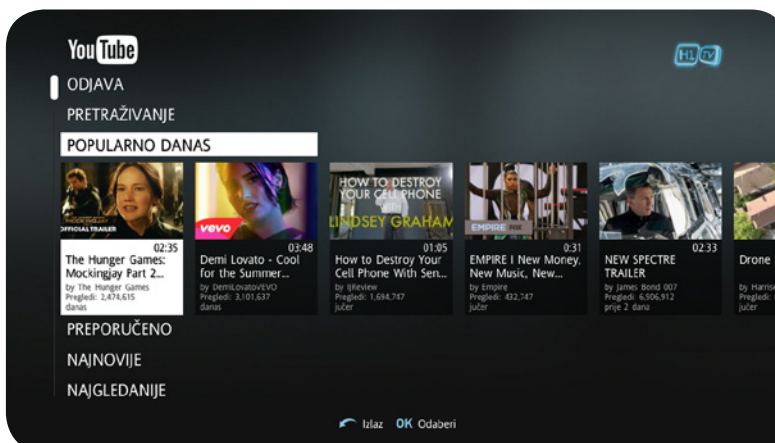 YouTube
H1 TV
ODJAVA
PRETRAŽIVANJE
POPULARNO DANAS
MOCKINGJAY
OFFICIAL TRAILER
02:35
The Hunger Games:
Mockingjay Part 2...
by The Hunger Games
Pregledi: 2,474,615
danas
vevo
03:48
Demi Lovato - Cool
for the Summer...
by DemiLovatoVEVO
Pregledi: 3,101,637
danas
HOW TO DESTROY
YOUR CELL PHONE
WITH
LINDSEY GRAHAM
01:05
How to Destroy Your
Cell Phone With Sen...
by IJReview
Pregledi: 1,694,747
jučer
EMPIRE FOX
0:31
EMPIRE I New Money,
New Music, New...
by Empire
Pregledi: 432,747
jučer
02:33
NEW SPECTRE
TRAILER
by James Bond 007
Pregledi: 6,506,912
prije 2 dana
Drone
by Harris
Pregledi:
jučer
PREPORUČENO
NAJNOVIJE
NAJGLEDANIJE
Izlaz OK Odaberi